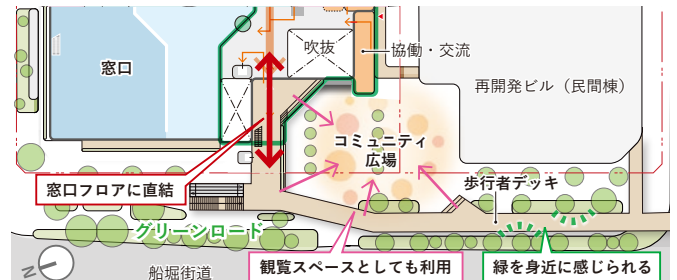 吹抜
協働・交流
窓口
再開発ビル（民間棟）
コミュニティ
広場
窓口フロアに直結
歩行者デッキ
グリーンロード
観覧スペースとしても利用
緑を身近に感じられる
船堀街道
N